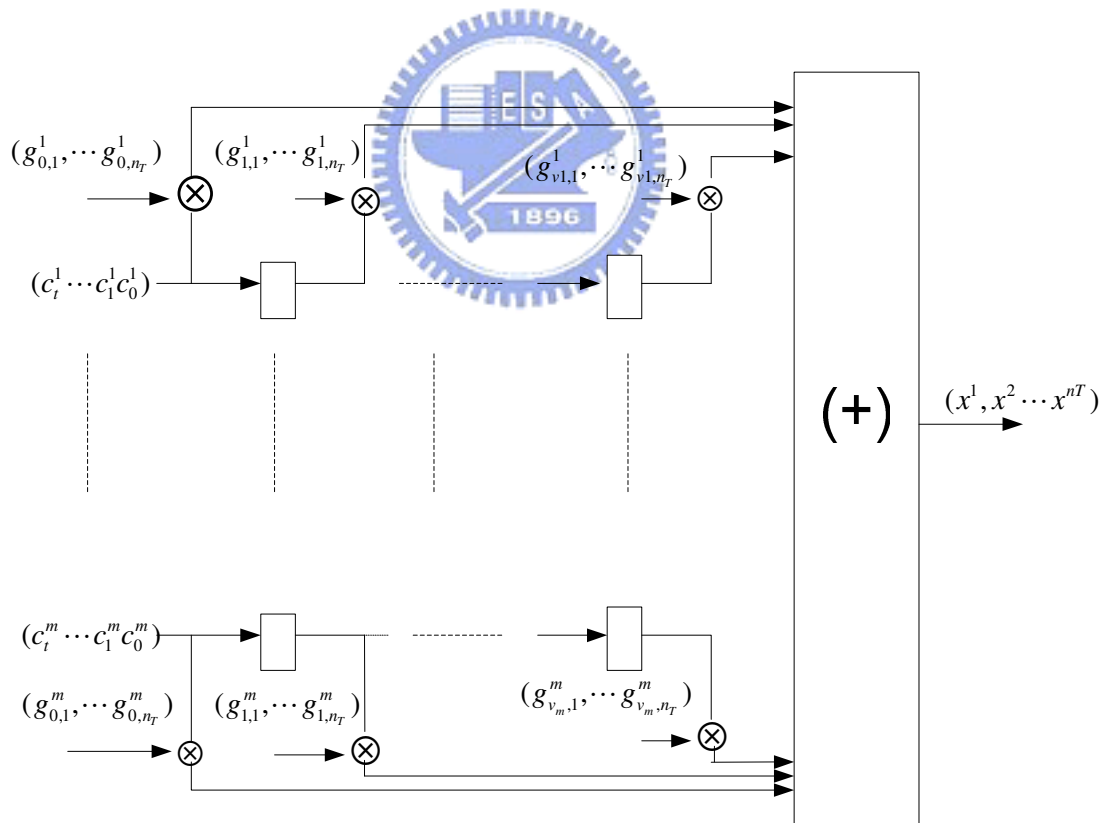 ESA
1896
(g^1_{0,1}, ⋯ g^1_{0,n_T}) (g^1_{1,1}, ⋯ g^1_{1,n_T}) (g^1_{v1,1}, ⋯ g^1_{v1,n_T})
(c^1_t ⋯ c^1_1 c^1_0)
(+)
(x^1, x^2 ⋯ x^{nT})
(c^m_t ⋯ c^m_1 c^m_0)
(g^m_{0,1}, ⋯ g^m_{0,n_T}) (g^m_{1,1}, ⋯ g^m_{1,n_T}) (g^m_{v_m,1}, ⋯ g^m_{v_m,n_T})